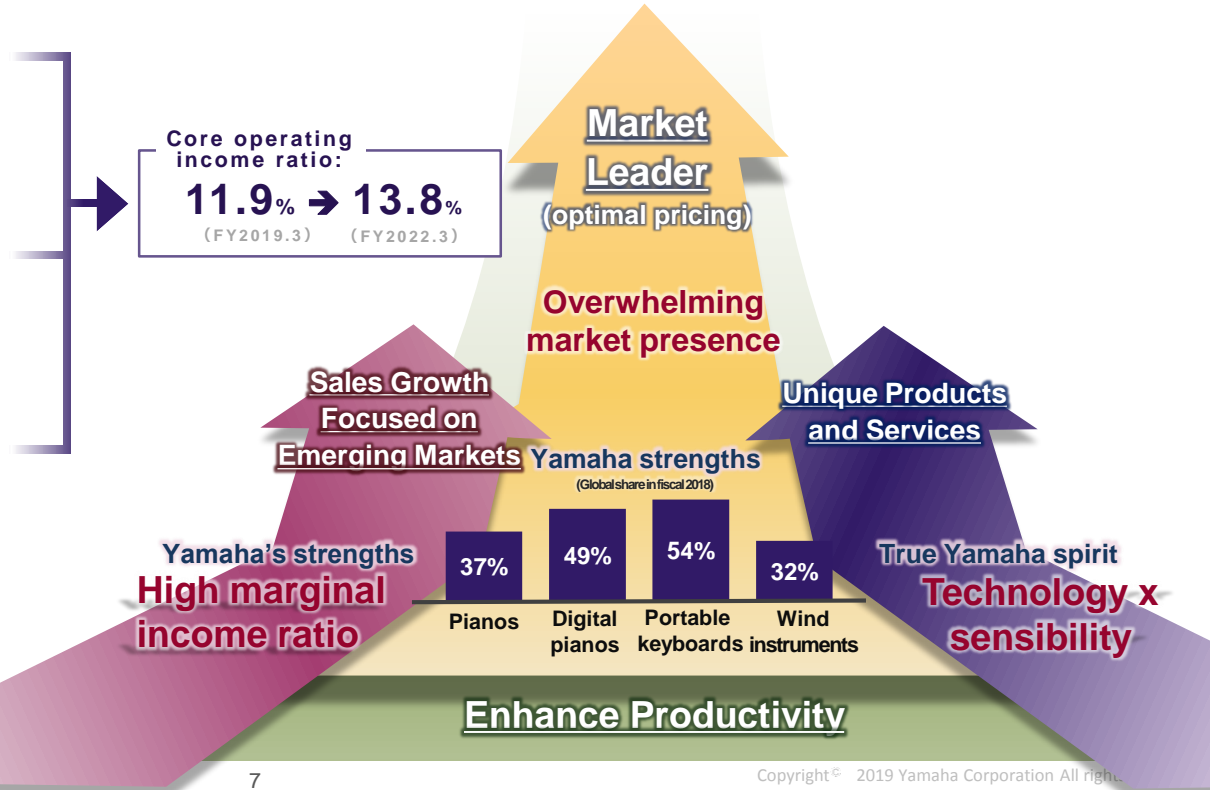 Core operating
income ratio:
11.9% ➔ 13.8%
(FY2019.3) (FY2022.3)
Market
Leader
(optimal pricing)
Overwhelming
market presence
Sales Growth
Focused on
Emerging Markets
Unique Products
and Services
Yamaha strengths
(Global share in fiscal 2018)
37% 49% 54% 32%
Pianos Digital pianos Portable keyboards Wind instruments
Yamaha's strengths
High marginal
income ratio
True Yamaha spirit
Technology x
sensibility
Enhance Productivity
7
Copyright © 2019 Yamaha Corporation All